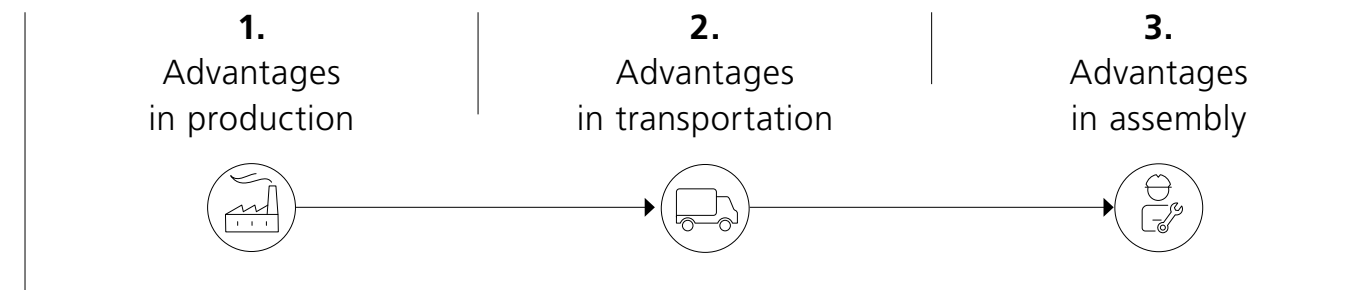 1.
Advantages
in production
2.
Advantages
in transportation
3.
Advantages
in assembly